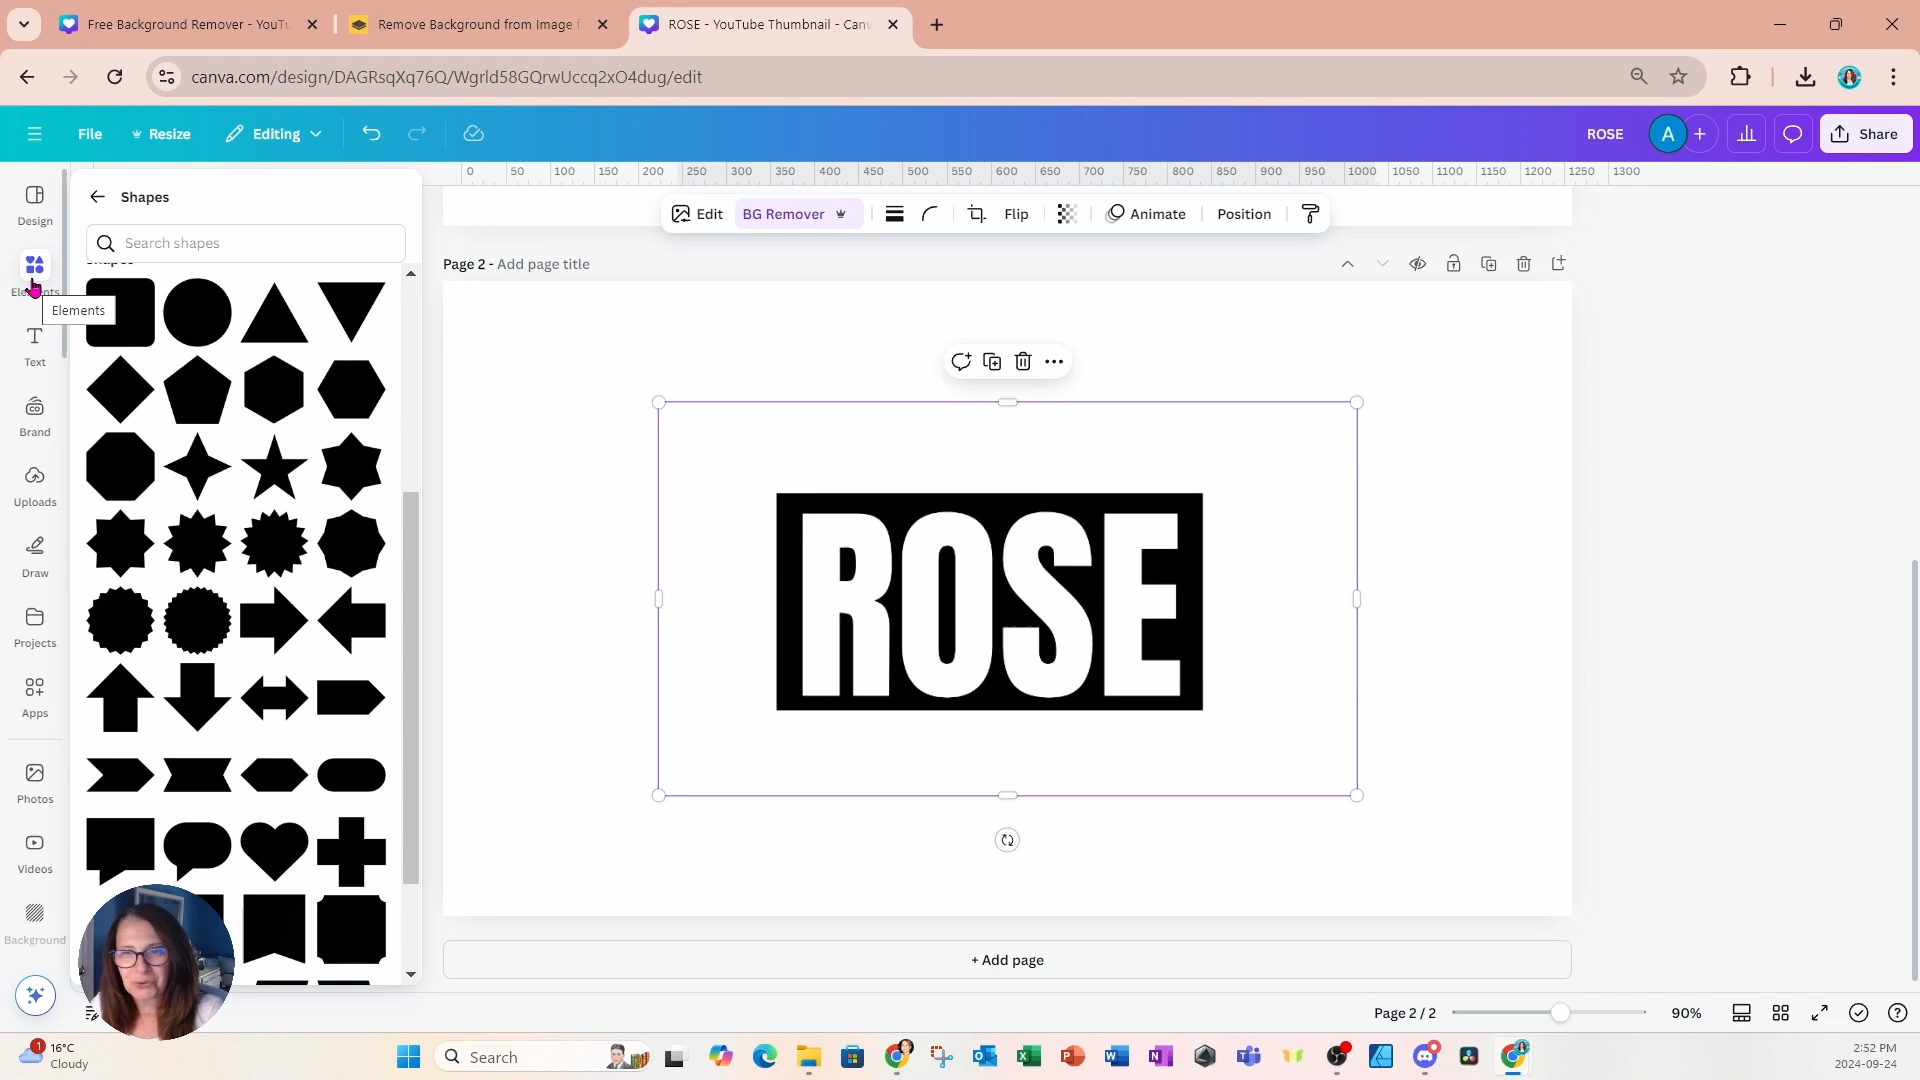 Free Background Remover - YouTu
Remove Background from Image f
ROSE - YouTube Thumbnail - Canv
canva.com/design/DAGRsqXq76Q/Wgrld58GQrwUccq2xO4dug/edit
File
Resize
Editing
ROSE
A
Share
0 50 100 150 200 250 300 350 400 450 500 550 600 650 700 750 800 850 900 950 1000 1050 1100 1150 1200 1250 1300
Design
Elements
Elements
Text
Brand
Uploads
Draw
Projects
Apps
Photos
Videos
Background
Shapes
Search shapes
Shapes
Edit
BG Remover
Flip
Animate
Position
Page 2 - Add page title
ROSE
+ Add page
Page 2 / 2
90%
1
16°C
Cloudy
Search
2:52 PM
2024-09-24